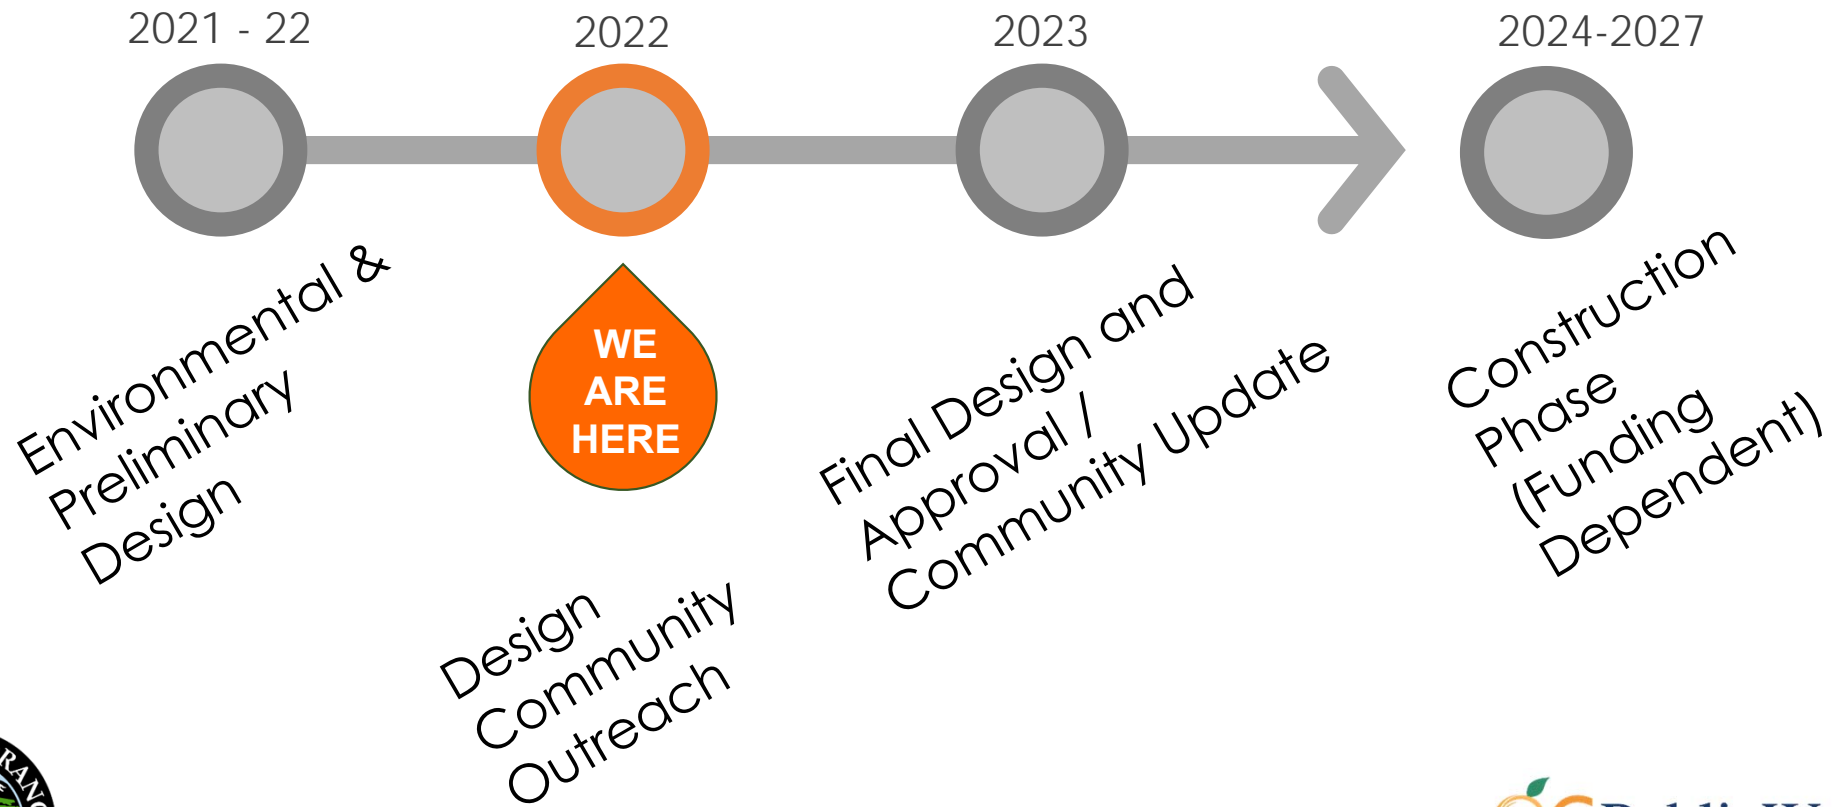 2021 - 22
2022
2023
2024-2027
Environmental &
Preliminary
Design
WE
ARE
HERE
Design
Community
Outreach
Final Design and
Approval /
Community Update
Construction
Phase
(Funding
Dependent)